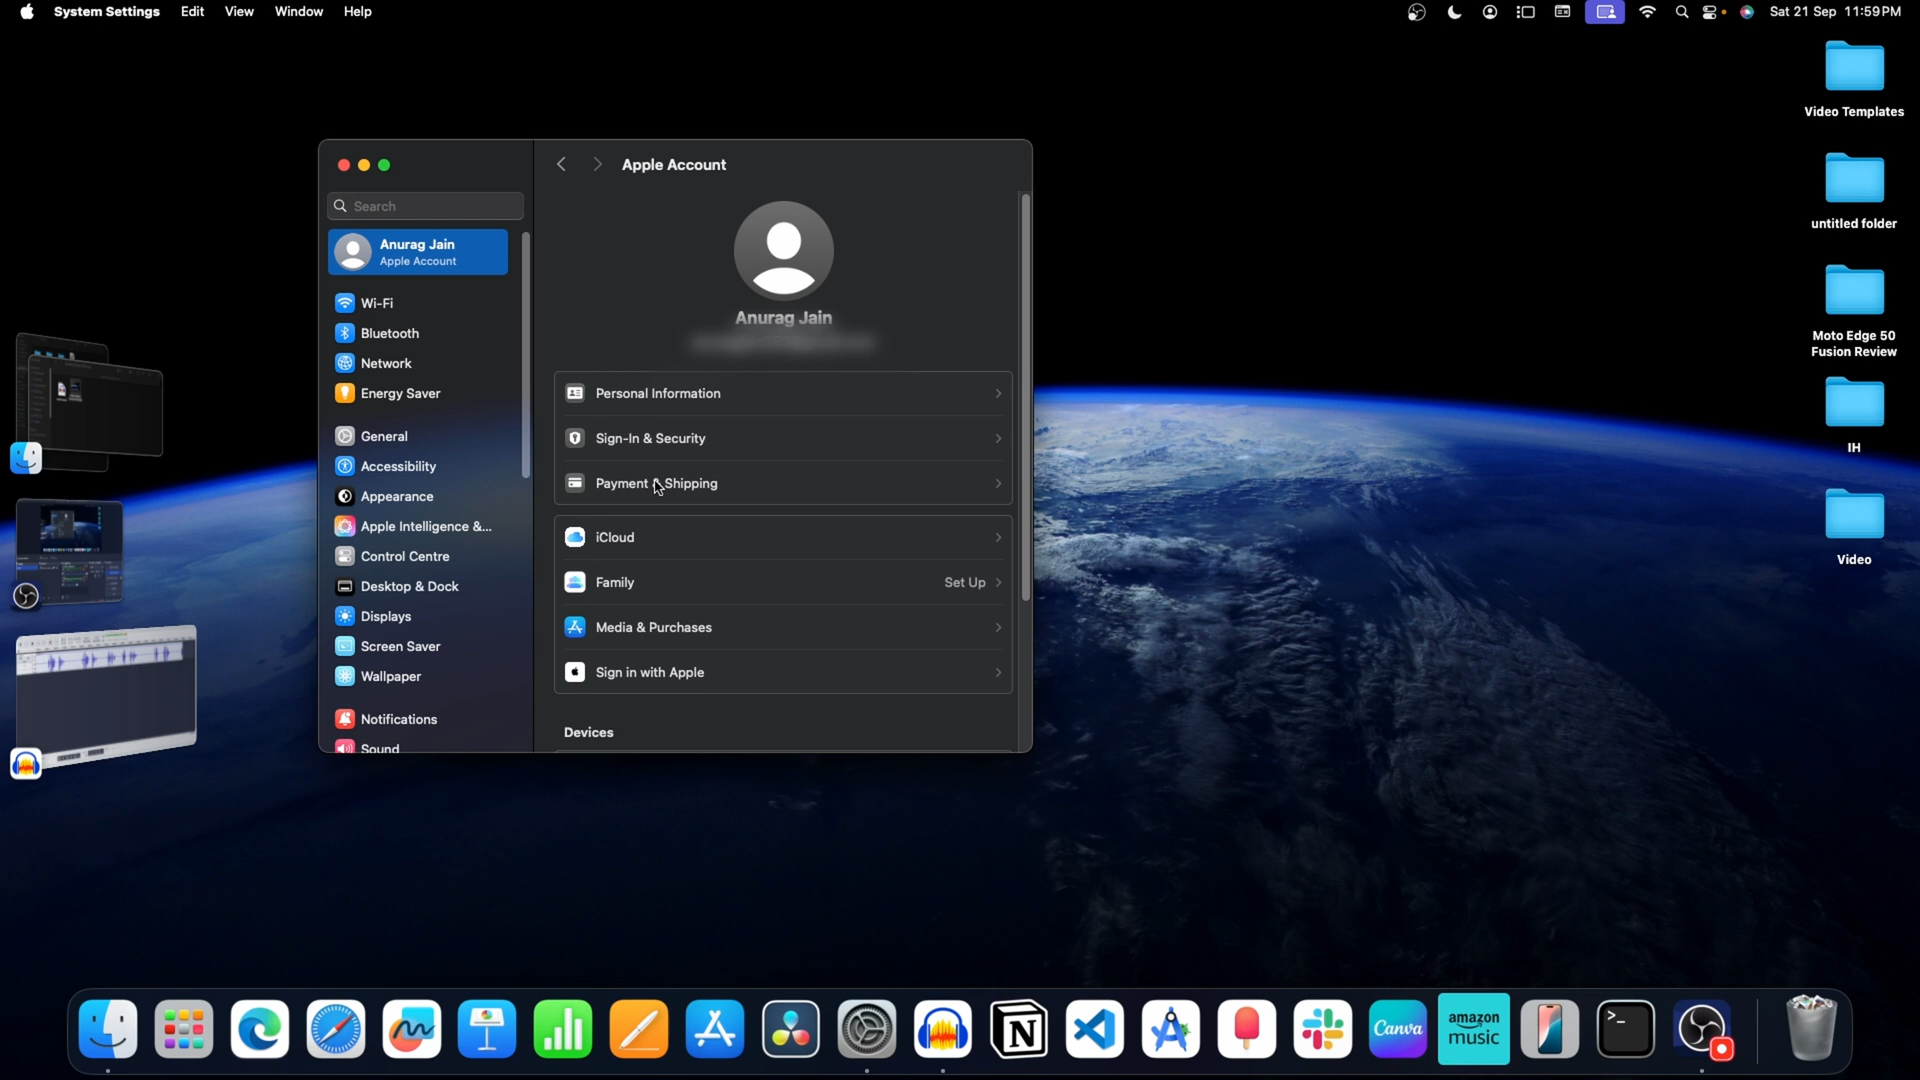 System Settings Edit View Window Help
Sat 21 Sep 11:59 PM
Video Templates
untitled folder
Moto Edge 50
Fusion Review
IH
Video
Search
Anurag Jain
Apple Account
Wi-Fi
Bluetooth
Network
Energy Saver
General
Accessibility
Appearance
Apple Intelligence &...
Control Centre
Desktop & Dock
Displays
Screen Saver
Wallpaper
Notifications
Sound
Apple Account
Anurag Jain
Personal Information
Sign-In & Security
Payment & Shipping
iCloud
Family Set Up
Media & Purchases
Sign in with Apple
Devices
Canva
amazon
music